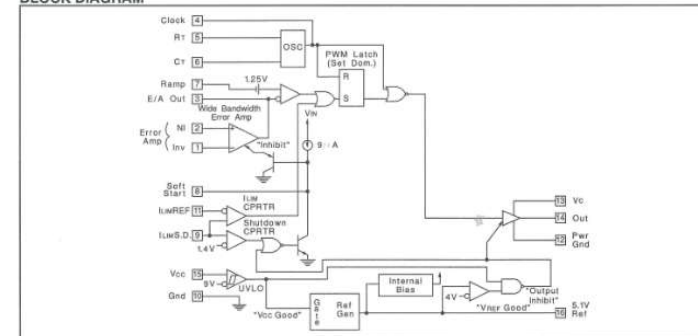 BLOCK DIAGRAM
Clock 4
RT 5
CT 6
OSC
PWM Latch
(Set Dom.)
R
S
Ramp 7
1.25V
E/A Out 3
Wide Bandwidth
Error Amp
VIN
Error
Amp
NI 2
Inv 1
"Inhibit"
9 A
Soft
Start 8
ILIM
CPRTR
ILIMREF 11
Shutdown
CPRTR
ILIMS.D. 9
1.4V
13 Vc
14 Out
12 Pwr
Gnd
Vcc 15
9V
UVLO
Gnd 10
"Vcc Good"
Gate
Ref
Gen
Internal
Bias
4V
"VREF Good"
"Output
Inhibit"
16 5.1V
Ref